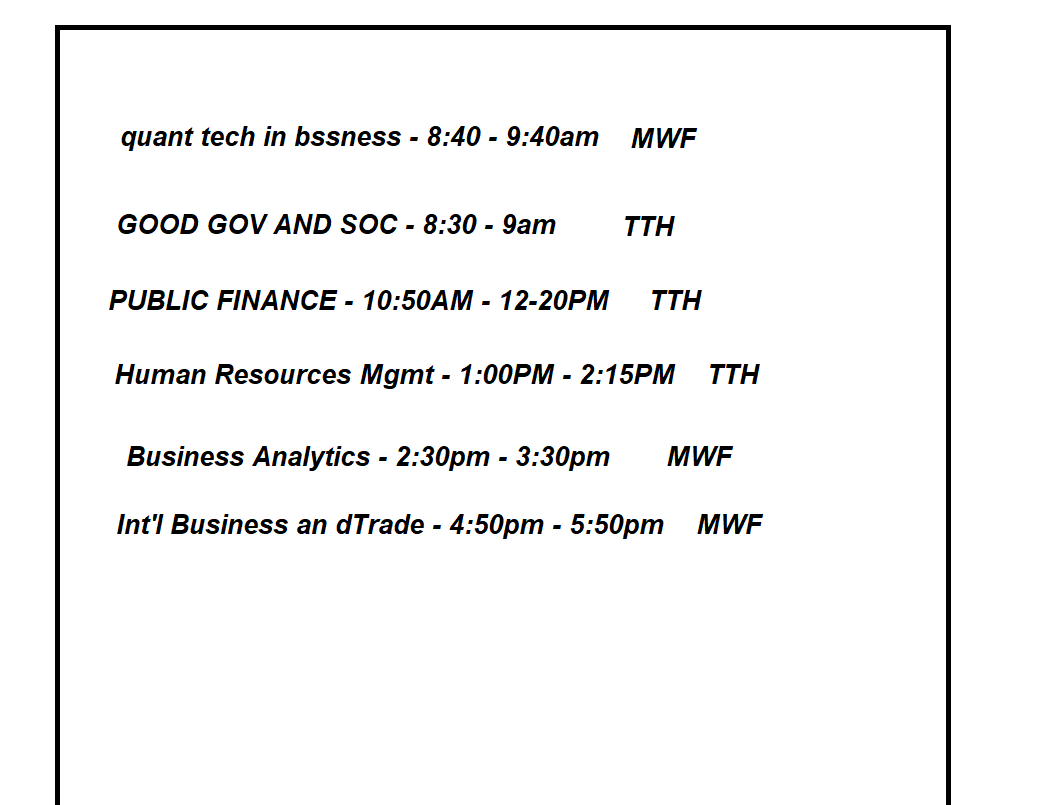 quant tech in bssness - 8:40 - 9:40am MWF
GOOD GOV AND SOC - 8:30 - 9am TTH
PUBLIC FINANCE - 10:50AM - 12-20PM TTH
Human Resources Mgmt - 1:00PM - 2:15PM TTH
Business Analytics - 2:30pm - 3:30pm MWF
Int'l Business an dTrade - 4:50pm - 5:50pm MWF